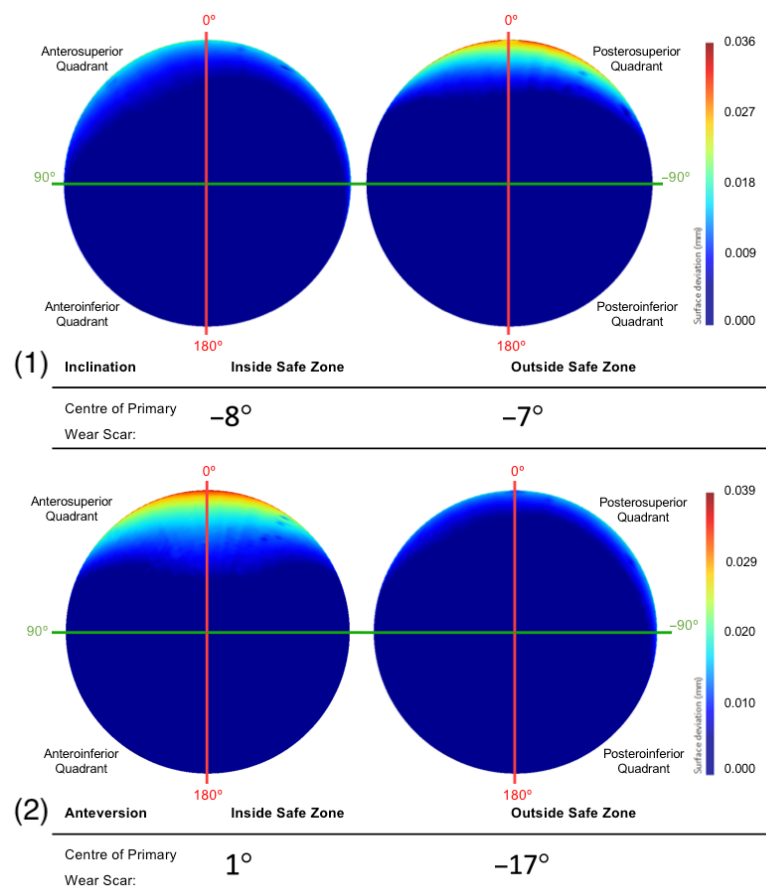 0°
0°
Anterosuperior
Quadrant
Posterosuperior
Quadrant
0.036
0.027
0.018
0.009
0.000
Surface deviation (mm)
90°
–90°
Anteroinferior
Quadrant
Posteroinferior
Quadrant
180°
180°
(1) Inclination Inside Safe Zone Outside Safe Zone
Centre of Primary
Wear Scar:
–8° –7°
0°
0°
Anterosuperior
Quadrant
Posterosuperior
Quadrant
0.039
0.029
0.020
0.010
0.000
Surface deviation (mm)
90°
–90°
Anteroinferior
Quadrant
Posteroinferior
Quadrant
180°
180°
(2) Anteversion Inside Safe Zone Outside Safe Zone
Centre of Primary
Wear Scar:
1° –17°